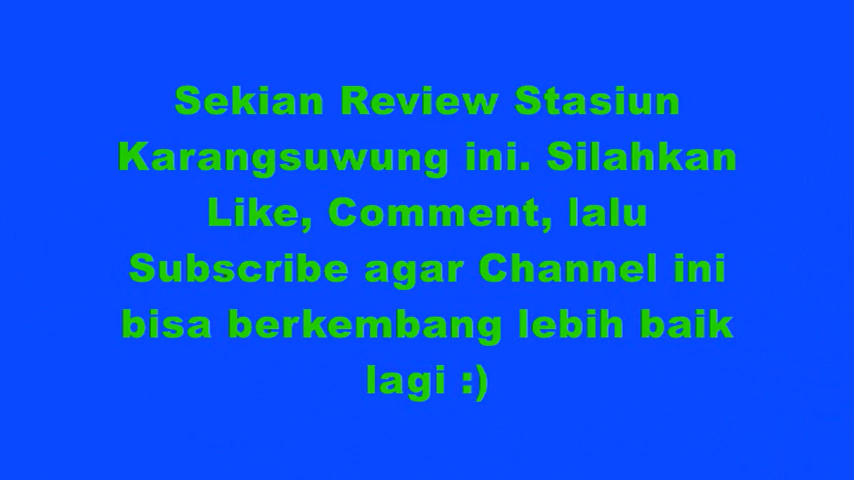 Sekian Review Stasiun
Karangsuwung ini. Silahkan
Like, Comment, lalu
Subscribe agar Channel ini
bisa berkembang lebih baik
lagi :)